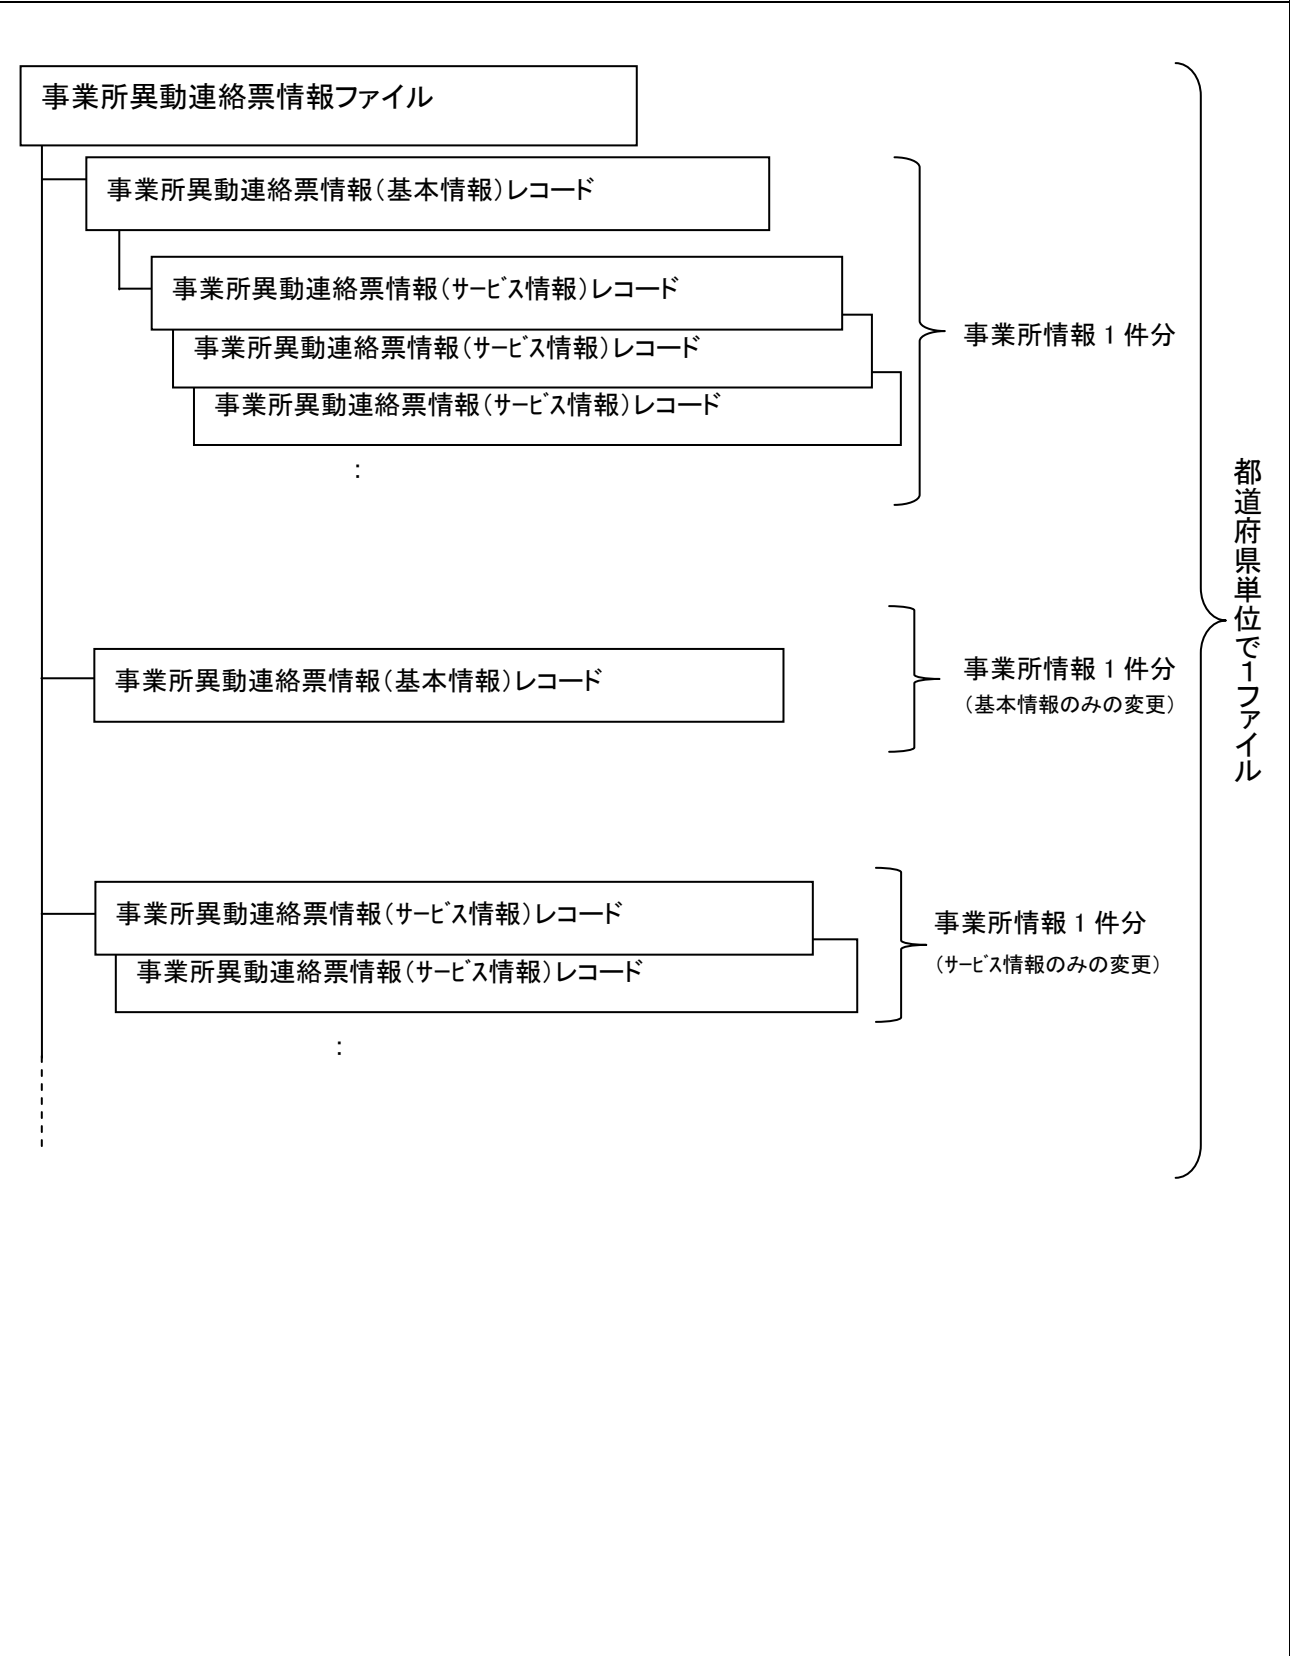 事業所異動連絡票情報ファイル
事業所異動連絡票情報(基本情報)レコード
事業所異動連絡票情報(ｻｰﾋﾞｽ情報)レコード
事業所異動連絡票情報(ｻｰﾋﾞｽ情報)レコード
事業所異動連絡票情報(ｻｰﾋﾞｽ情報)レコード
:
事業所情報1件分
事業所異動連絡票情報(基本情報)レコード
事業所情報1件分
(基本情報のみの変更)
事業所異動連絡票情報(ｻｰﾋﾞｽ情報)レコード
事業所異動連絡票情報(ｻｰﾋﾞｽ情報)レコード
:
事業所情報1件分
(ｻｰﾋﾞｽ情報のみの変更)
都道府県単位で1ファイル